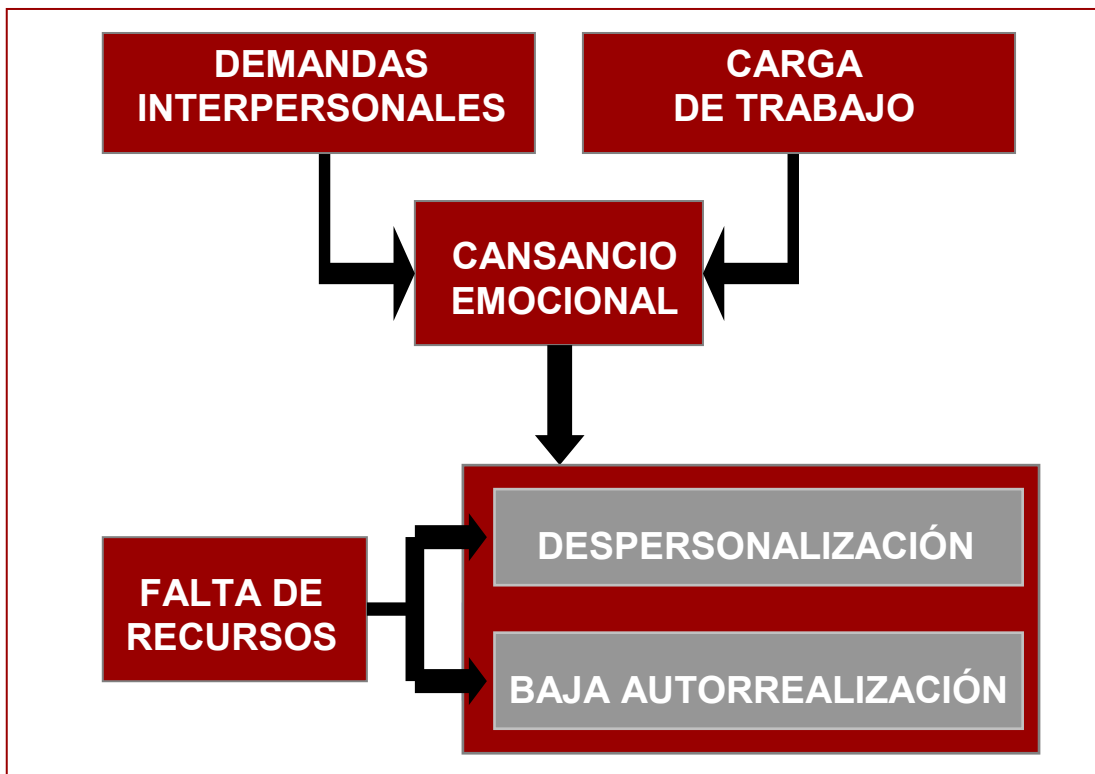 DEMANDAS
INTERPERSONALES
CARGA
DE TRABAJO
CANSANCIO
EMOCIONAL
DESPERSONALIZACIÓN
FALTA DE
RECURSOS
BAJA AUTORREALIZACIÓN